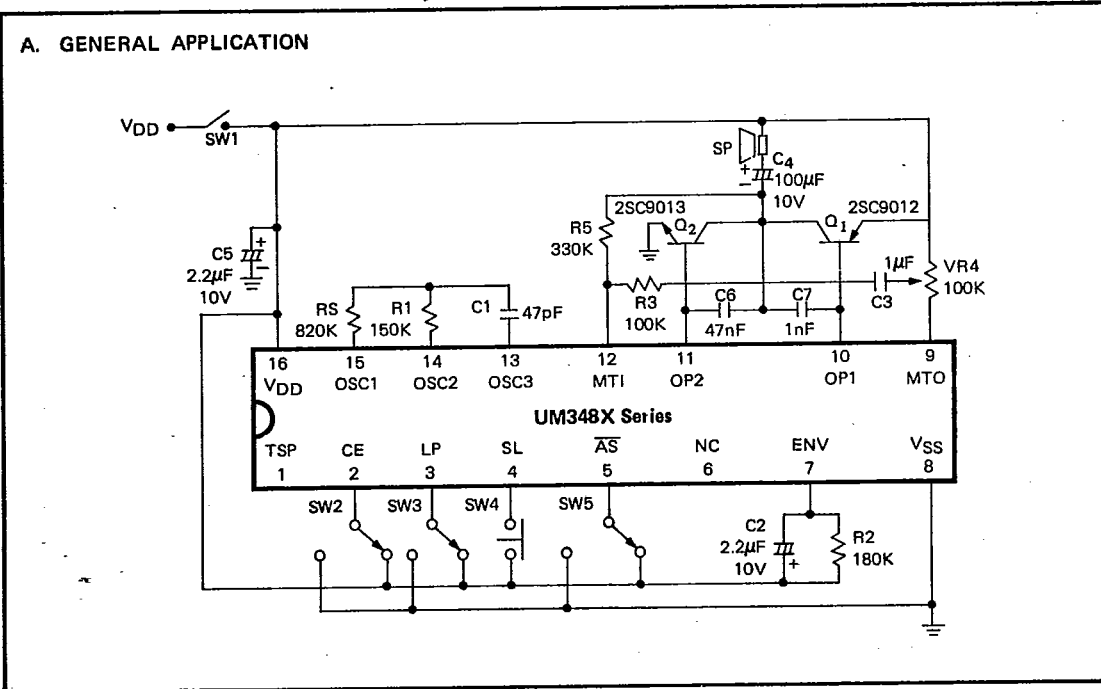 A. GENERAL APPLICATION
VDD
SW1
SP
+
C4
100μF
10V
2SC9013
Q2
Q1
2SC9012
R5
330K
C5
2.2μF
10V
+
1μF
C3
VR4
100K
RS
820K
R1
150K
C1
47pF
R3
100K
C6
47nF
C7
1nF
16
VDD
15
OSC1
14
OSC2
13
OSC3
12
MTI
11
OP2
10
OP1
9
MTO
UM348X Series
TSP
1
CE
2
LP
3
SL
4
AS
5
NC
6
ENV
7
VSS
8
SW2
SW3
SW4
SW5
C2
2.2μF
10V
+
R2
180K